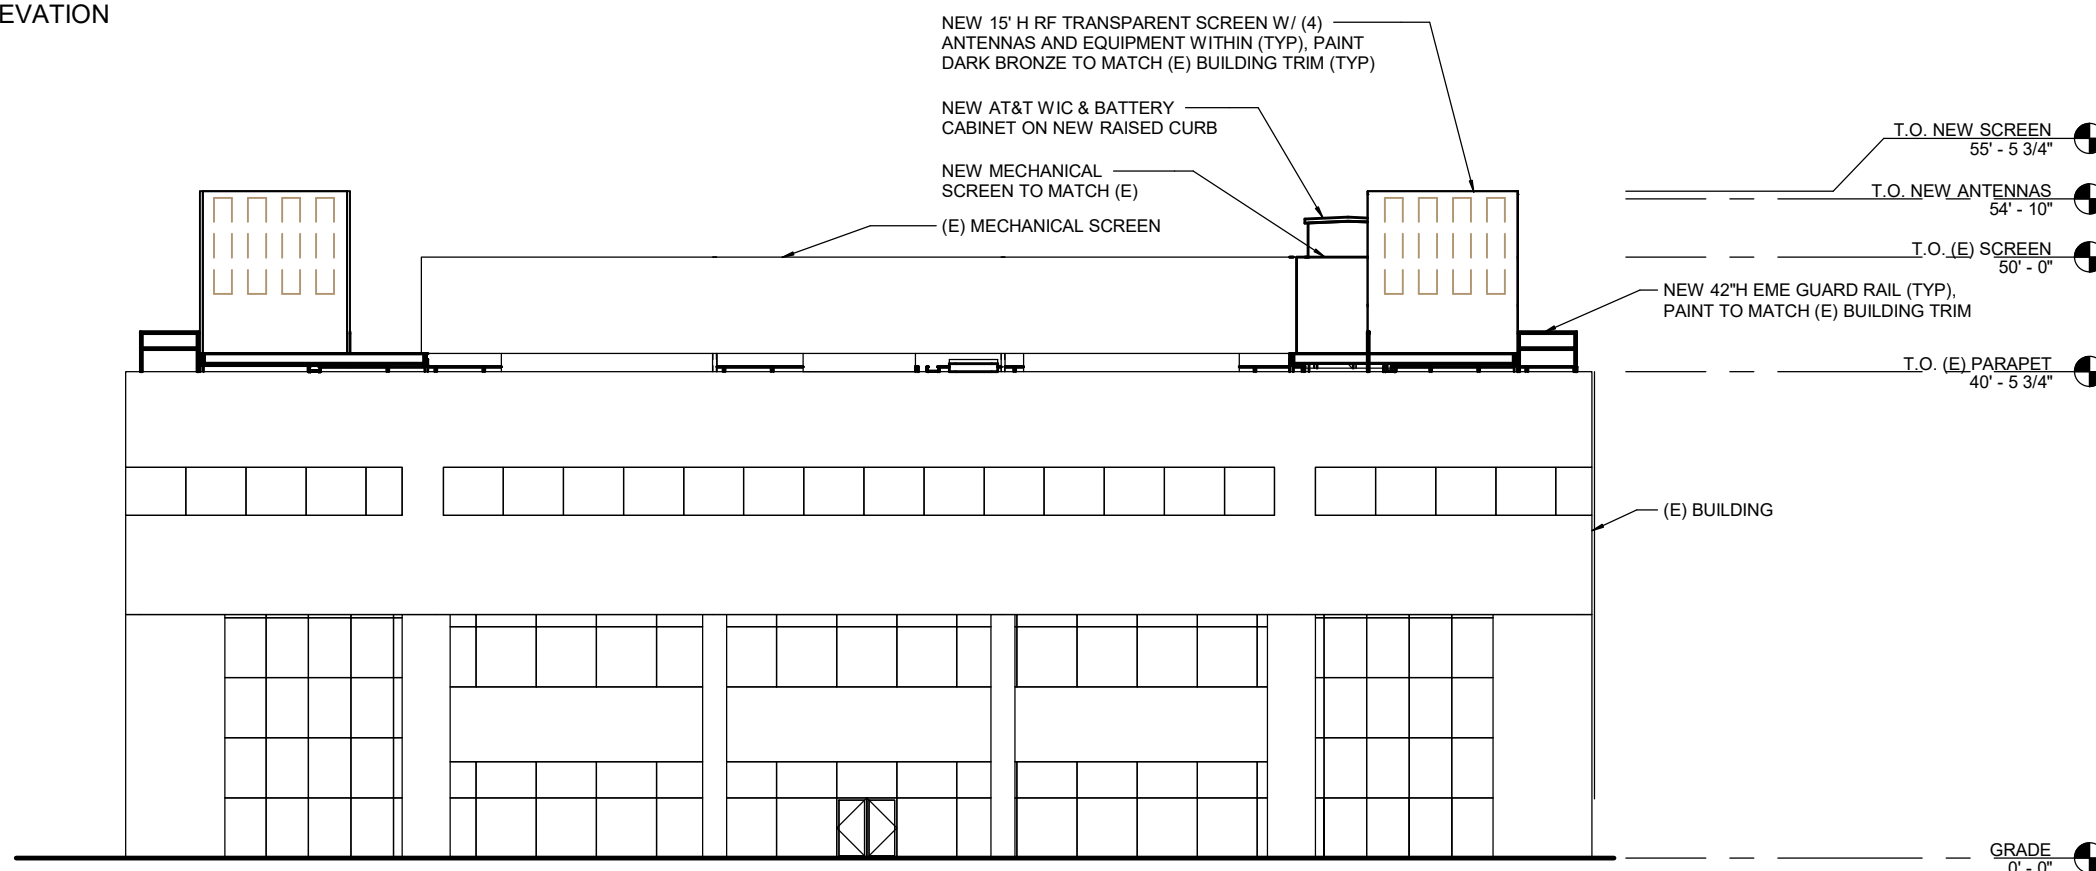 EVATION
NEW 15' H RF TRANSPARENT SCREEN W/ (4)
ANTENNAS AND EQUIPMENT WITHIN (TYP), PAINT
DARK BRONZE TO MATCH (E) BUILDING TRIM (TYP)
NEW AT&T WIC & BATTERY
CABINET ON NEW RAISED CURB
NEW MECHANICAL
SCREEN TO MATCH (E)
(E) MECHANICAL SCREEN
T.O. NEW SCREEN
55' - 5 3/4"
T.O. NEW ANTENNAS
54' - 10"
T.O. (E) SCREEN
50' - 0"
NEW 42"H EME GUARD RAIL (TYP),
PAINT TO MATCH (E) BUILDING TRIM
T.O. (E) PARAPET
40' - 5 3/4"
(E) BUILDING
GRADE
0' - 0"